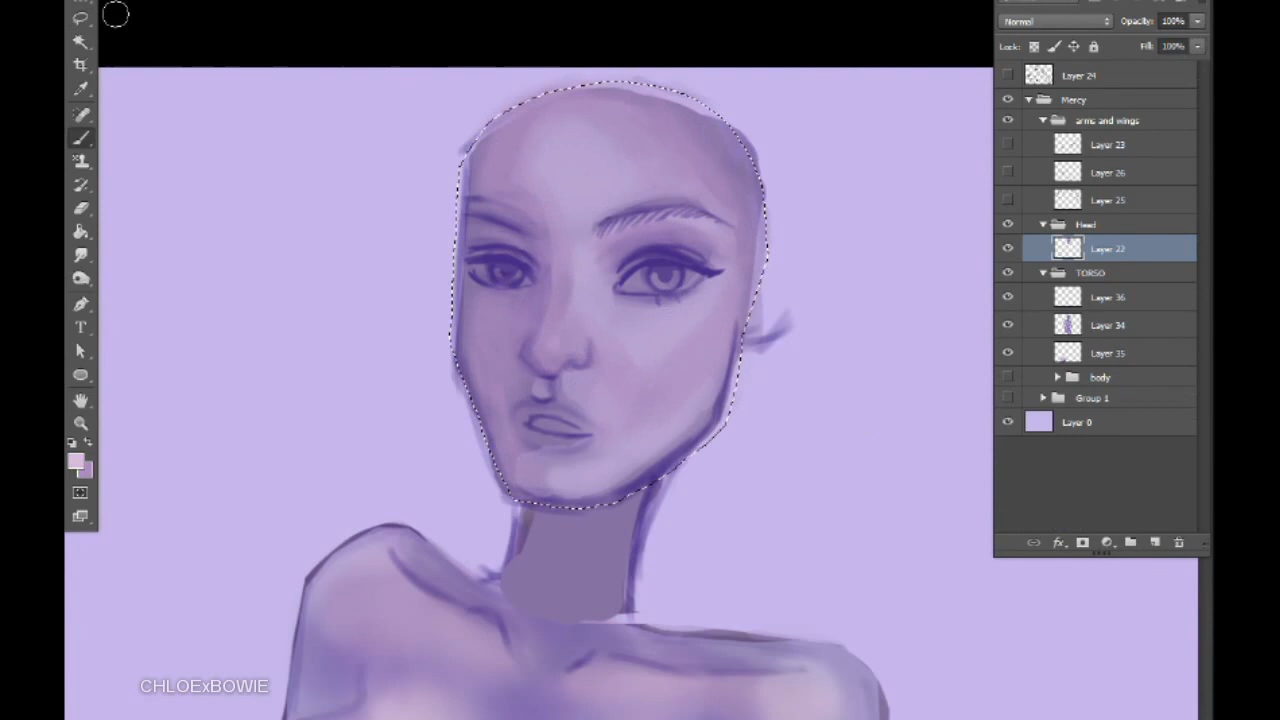 Normal
Opacity: 100%
Lock:
Fill: 100%
Layer 24
Mercy
arms and wings
Layer 23
Layer 26
Layer 25
Head
Layer 22
TORSO
Layer 36
Layer 34
Layer 35
body
Group 1
Layer 0
T
fx
CHLOExBOWIE